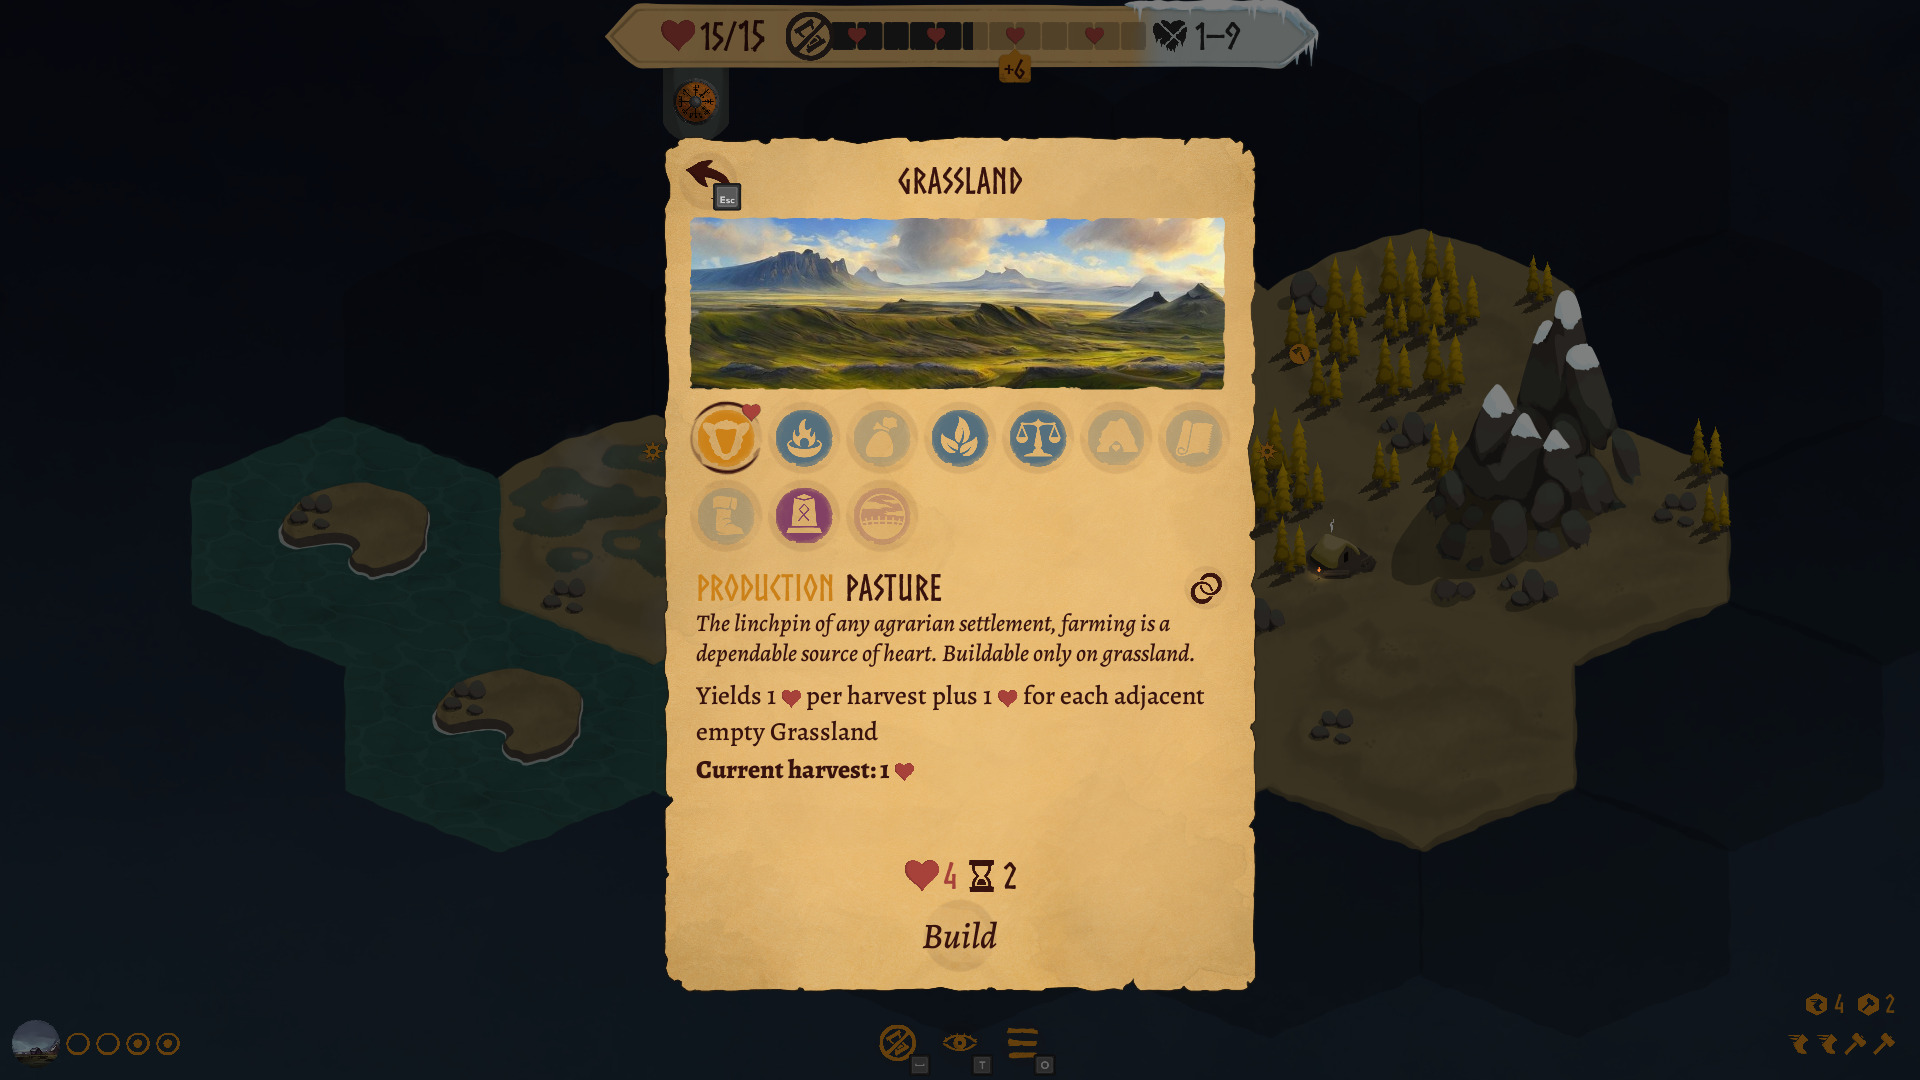 15/15
1–9
+6
GRASSLAND
Esc
PRODUCTION PASTURE
The linchpin of any agrarian settlement, farming is a
dependable source of heart. Buildable only on grassland.
Yields 1 per harvest plus 1 for each adjacent
empty Grassland
Current harvest: 1
4 2
Build
4 2
T O